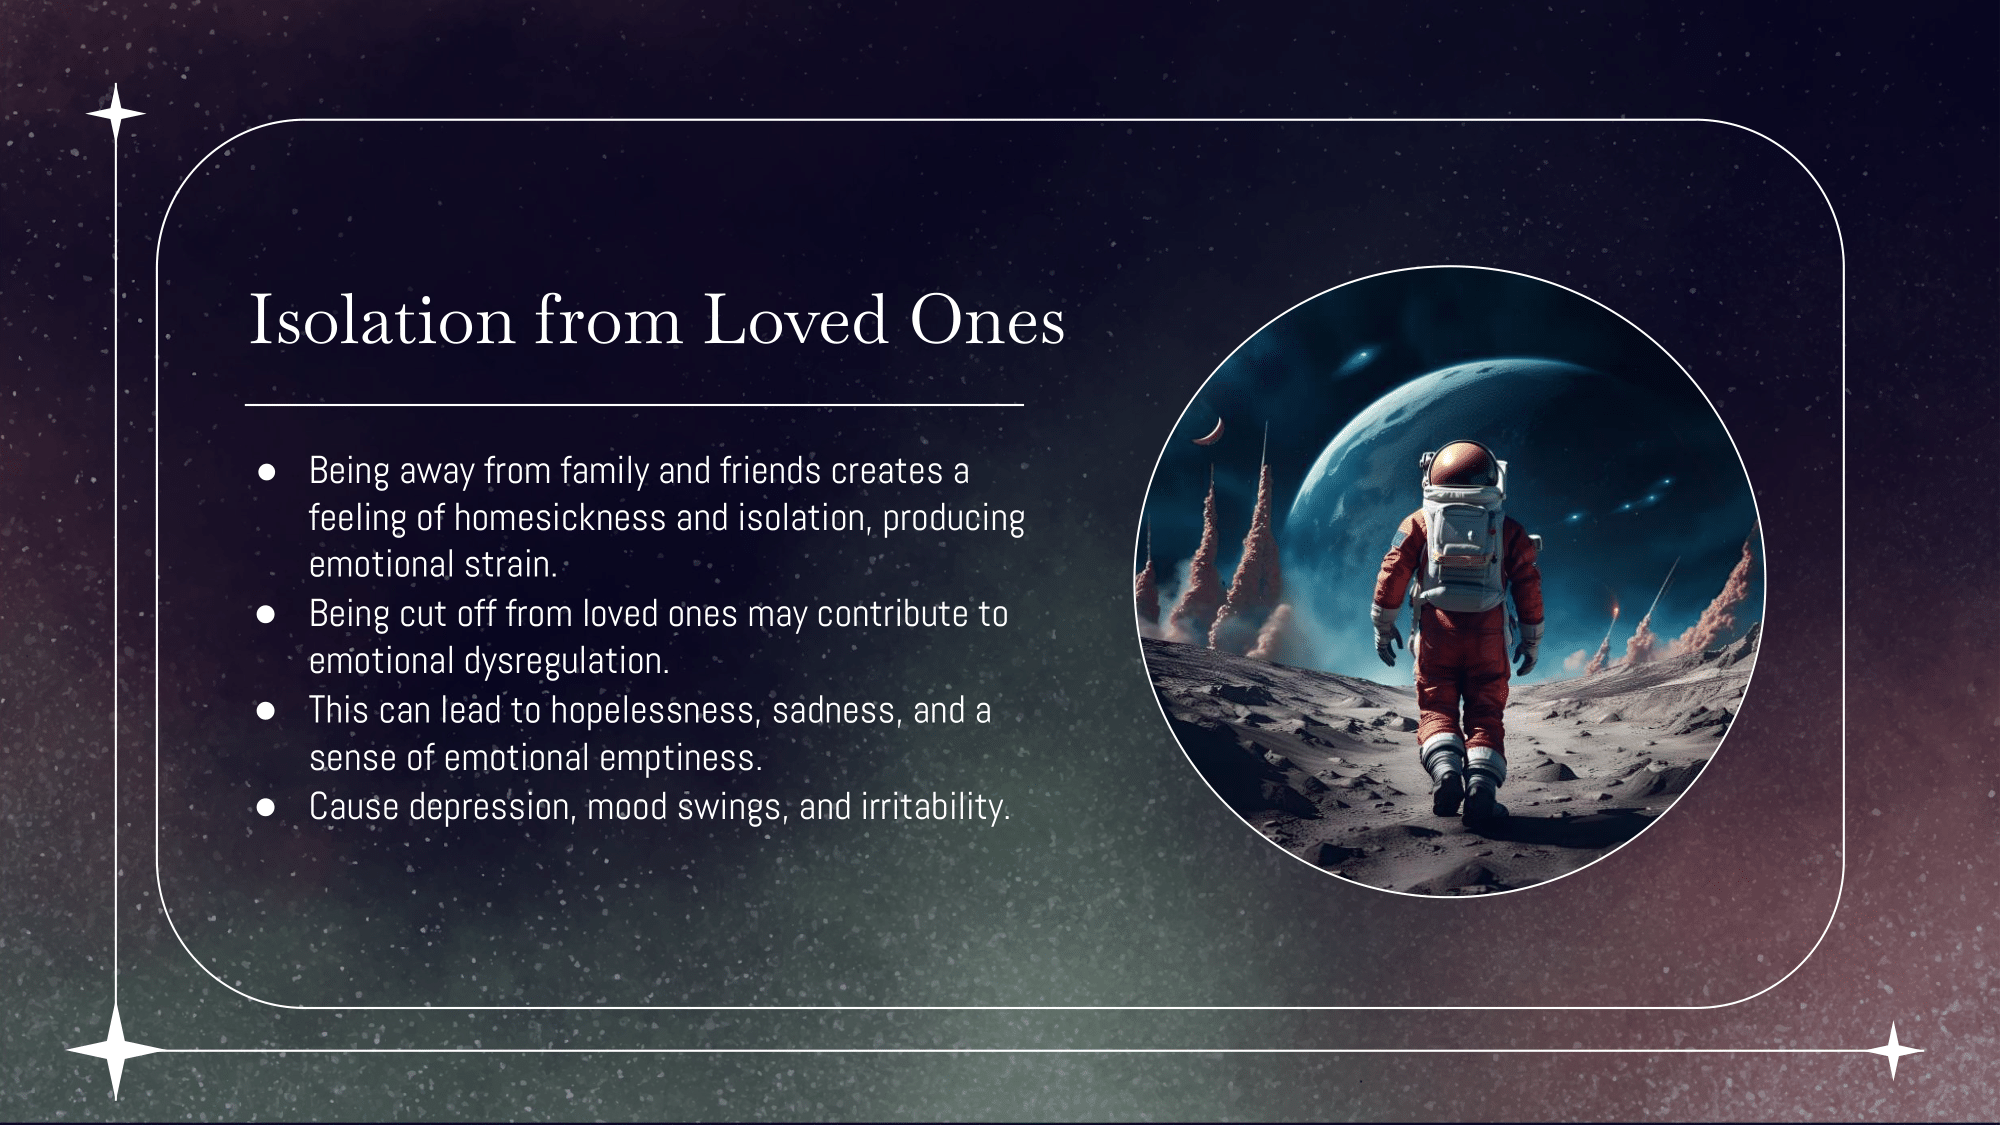 Isolation from Loved Ones
● Being away from family and friends creates a
feeling of homesickness and isolation, producing
emotional strain.
● Being cut off from loved ones may contribute to
emotional dysregulation.
● This can lead to hopelessness, sadness, and a
sense of emotional emptiness.
● Cause depression, mood swings, and irritability.